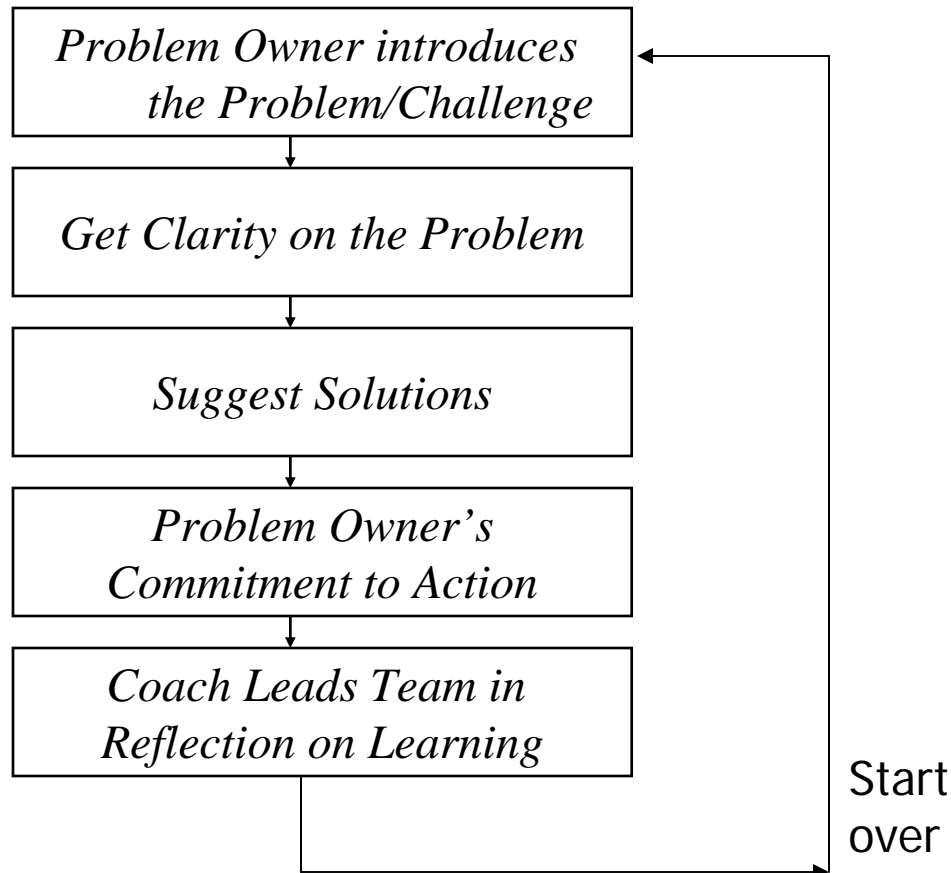 Problem Owner introduces
the Problem/Challenge
Get Clarity on the Problem
Suggest Solutions
Problem Owner’s
Commitment to Action
Coach Leads Team in
Reflection on Learning
Start
over